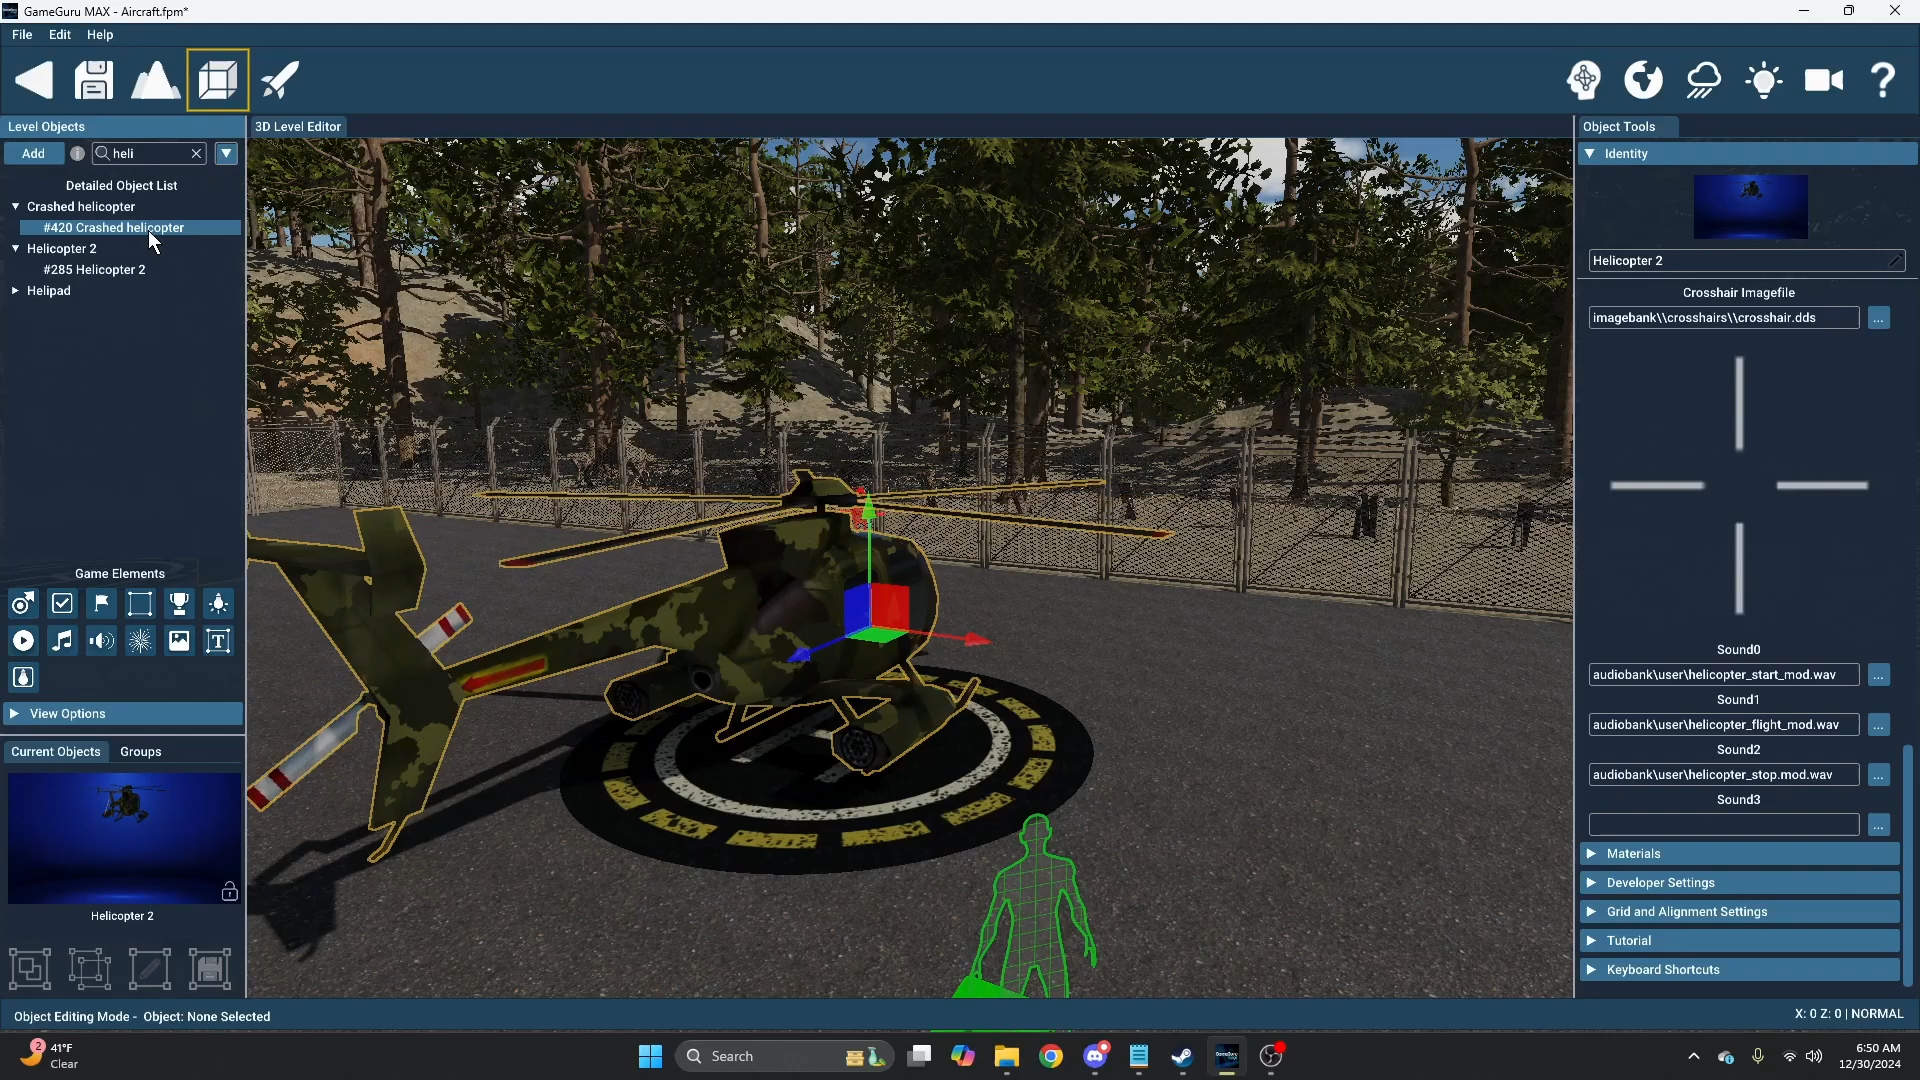 GameGuru MAX - Aircraft.fpm*
File Edit Help
Level Objects
3D Level Editor
Object Tools
Add
heli
Identity
Detailed Object List
Crashed helicopter
#420 Crashed helicopter
Helicopter 2
#285 Helicopter 2
Helipad
Helicopter 2
Crosshair Imagefile
imagebank\\crosshairs\\crosshair.dds
...
Game Elements
View Options
Current Objects
Groups
Helicopter 2
Sound0
audiobank\user\helicopter_start_mod.wav
...
Sound1
audiobank\user\helicopter_flight_mod.wav
...
Sound2
audiobank\user\helicopter_stop.mod.wav
...
Sound3
...
Materials
Developer Settings
Grid and Alignment Settings
Tutorial
Keyboard Shortcuts
Object Editing Mode - Object: None Selected
X: 0 Z: 0 | NORMAL
2
41°F
Clear
Search
6:50 AM
12/30/2024